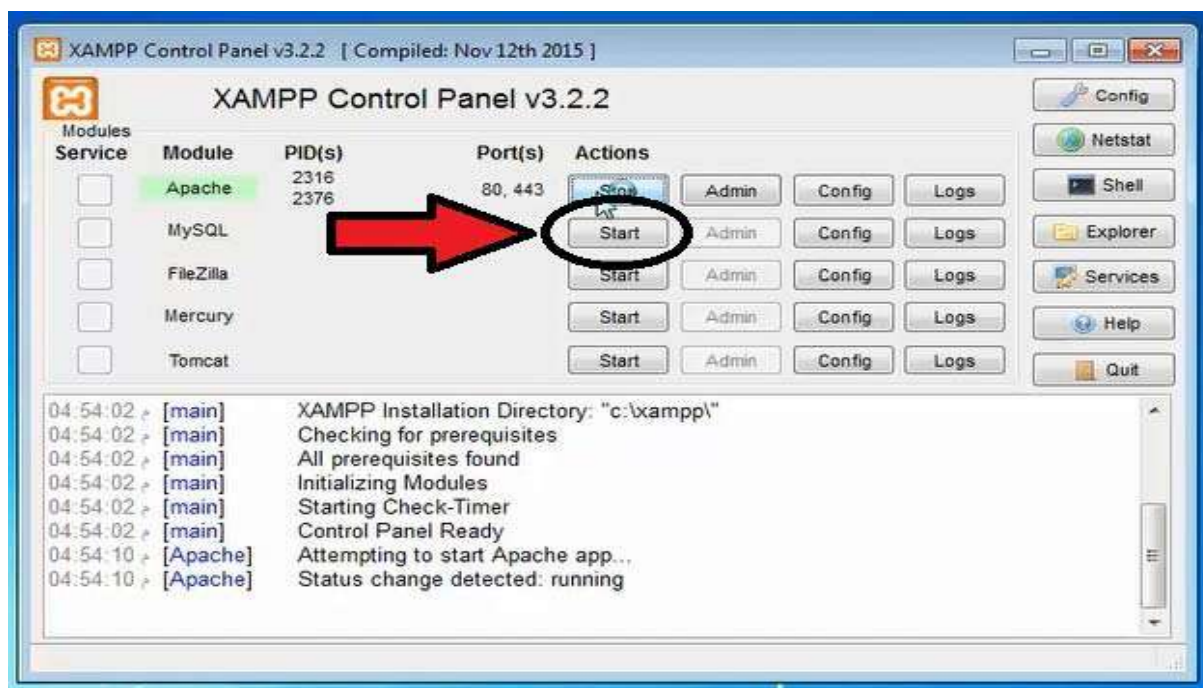 XAMPP Control Panel v3.2.2 [ Compiled: Nov 12th 2015 ]
XAMPP Control Panel v3.2.2
Config
Modules
Service Module PID(s) Port(s) Actions
Netstat
Apache 2316 2376 80, 443 Stop Admin Config Logs
Shell
MySQL Start Admin Config Logs
Explorer
FileZilla Start Admin Config Logs
Services
Mercury Start Admin Config Logs
Help
Tomcat Start Admin Config Logs
Quit
04:54:02 م [main] XAMPP Installation Directory: "c:\xampp\"
04:54:02 م [main] Checking for prerequisites
04:54:02 م [main] All prerequisites found
04:54:02 م [main] Initializing Modules
04:54:02 م [main] Starting Check-Timer
04:54:02 م [main] Control Panel Ready
04:54:10 م [Apache] Attempting to start Apache app...
04:54:10 م [Apache] Status change detected: running